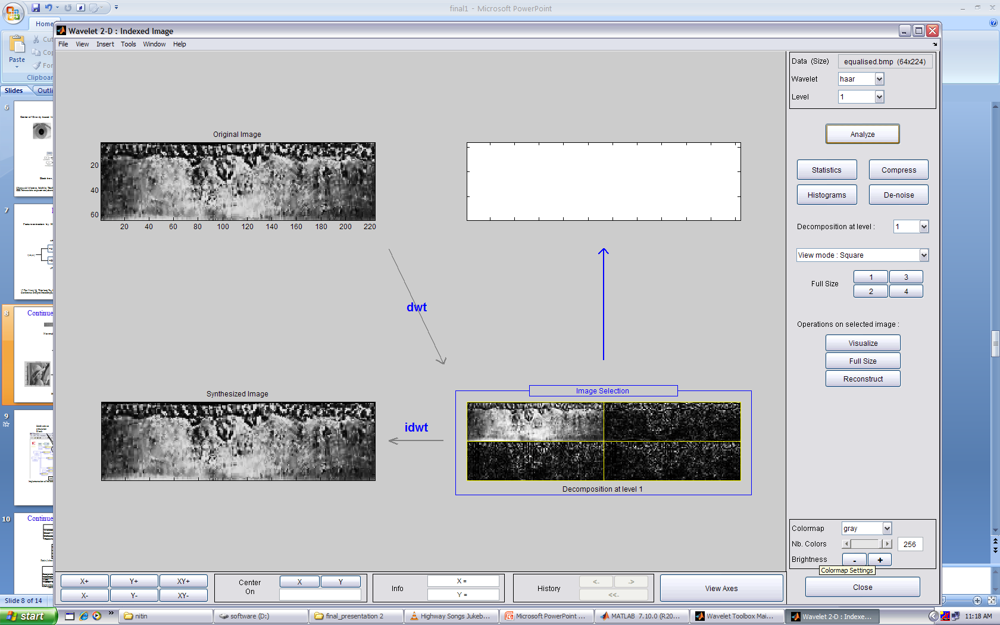 final1 - Microsoft PowerPoint
Home
Paste
Cut
Clipboar
Slides
Outli
Wavelet 2-D : Indexed Image
File View Insert Tools Window Help
6
7
8
Continue
9
10
Continue
Original Image
20
40
60
20 40 60 80 100 120 140 160 180 200 220
dwt
Synthesized Image
idwt
Image Selection
Decomposition at level 1
Data (Size) equalised.bmp (64x224)
Wavelet haar
Level 1
Analyze
Statistics Compress
Histograms De-noise
Decomposition at level : 1
View mode : Square
Full Size 1 3
2 4
Operations on selected image :
Visualize
Full Size
Reconstruct
Colormap gray
Nb. Colors 256
Brightness - +
Colormap Settings
Close
X+ Y+ XY+
X- Y- XY-
Center On X Y
Info X =
Y =
History <- ->
<<-
View Axes
Slide 8 of 14
start
nitin
software (D:)
final_presentation 2
Highway Songs Jukeb...
Microsoft PowerPoint ...
MATLAB 7.10.0 (R20...
Wavelet Toolbox Mai...
Wavelet 2-D : Indexe...
11:18 AM